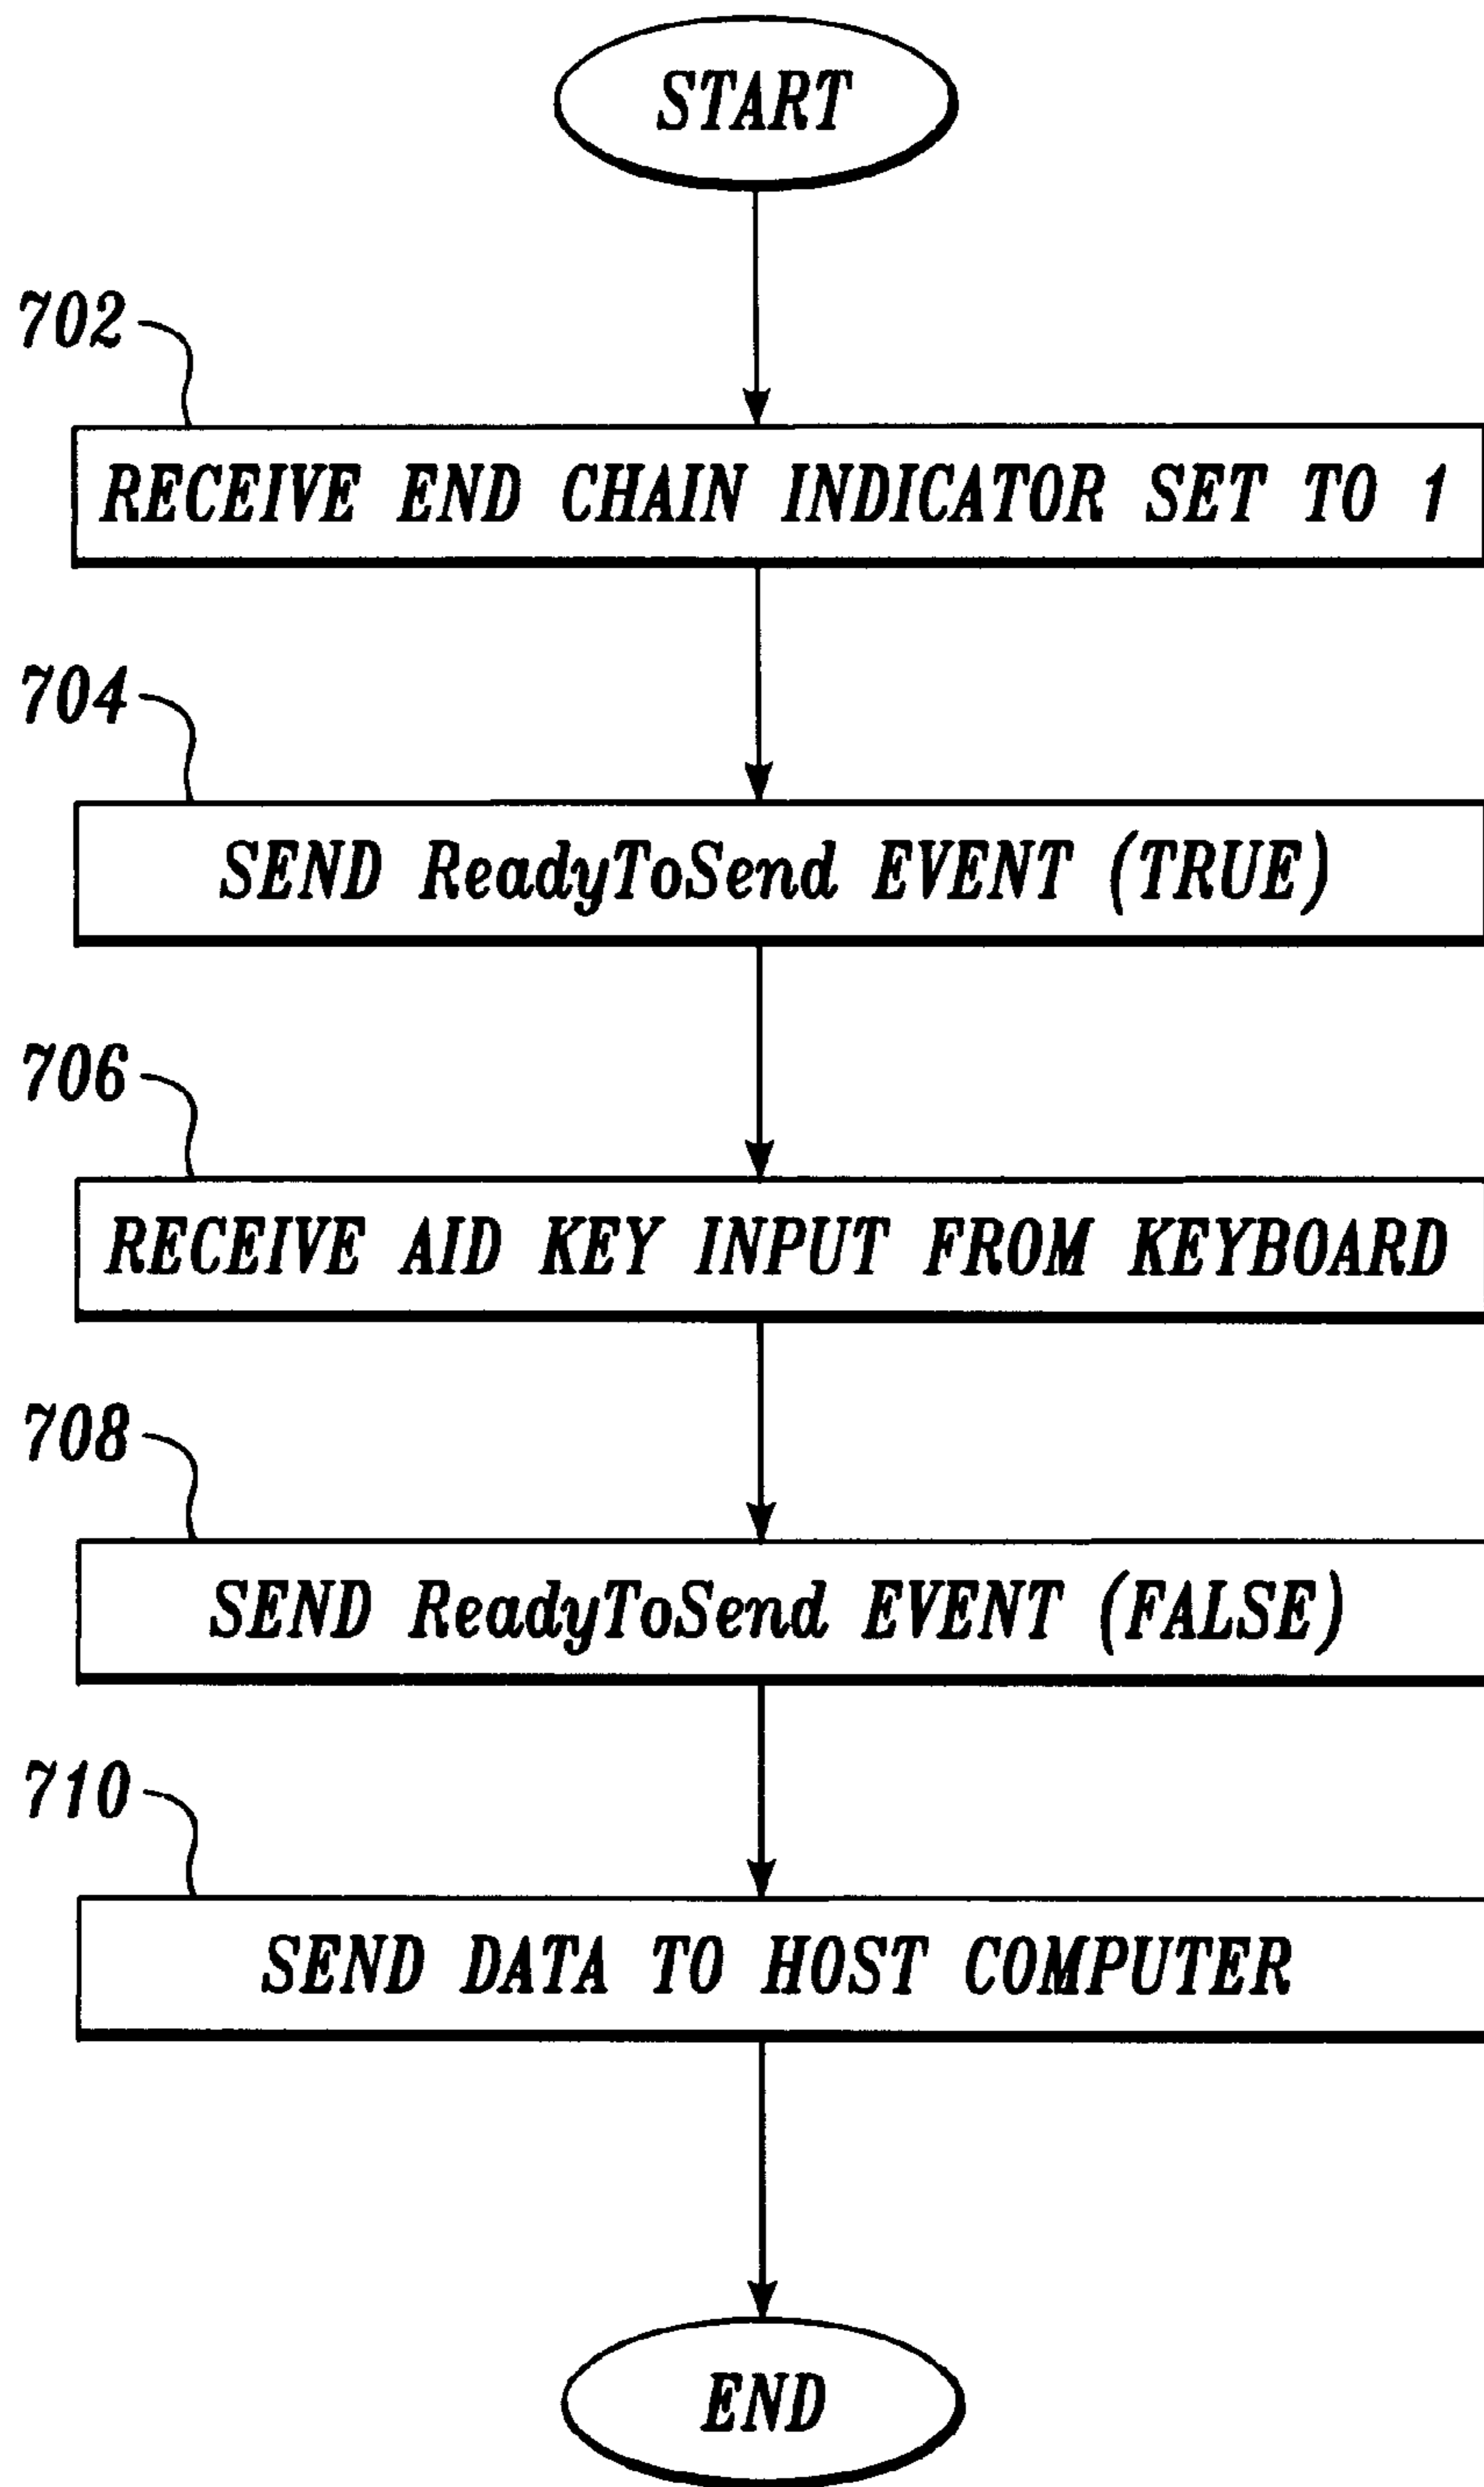 START
702
RECEIVE END CHAIN INDICATOR SET TO 1
704
SEND ReadyToSend EVENT (TRUE)
706
RECEIVE AID KEY INPUT FROM KEYBOARD
708
SEND ReadyToSend EVENT (FALSE)
710
SEND DATA TO HOST COMPUTER
END